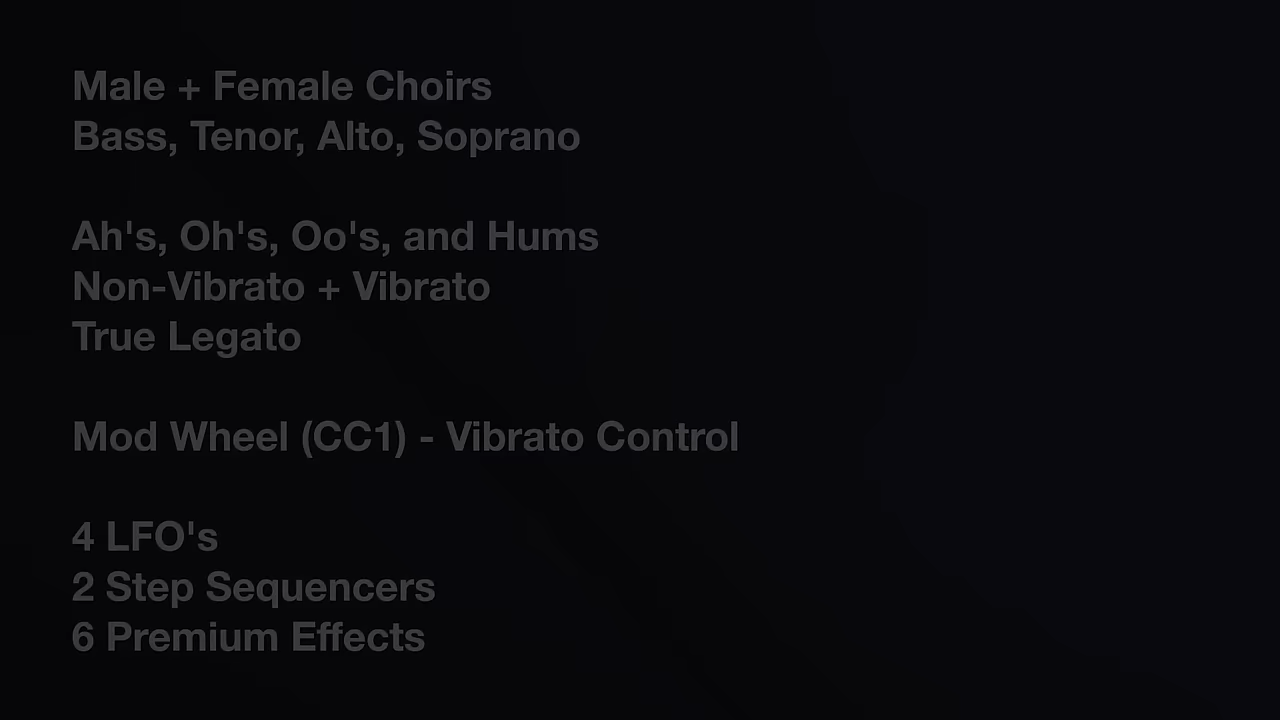 Male + Female Choirs
Bass, Tenor, Alto, Soprano
Ah's, Oh's, Oo's, and Hums
Non-Vibrato + Vibrato
True Legato
Mod Wheel (CC1) - Vibrato Control
4 LFO's
2 Step Sequencers
6 Premium Effects